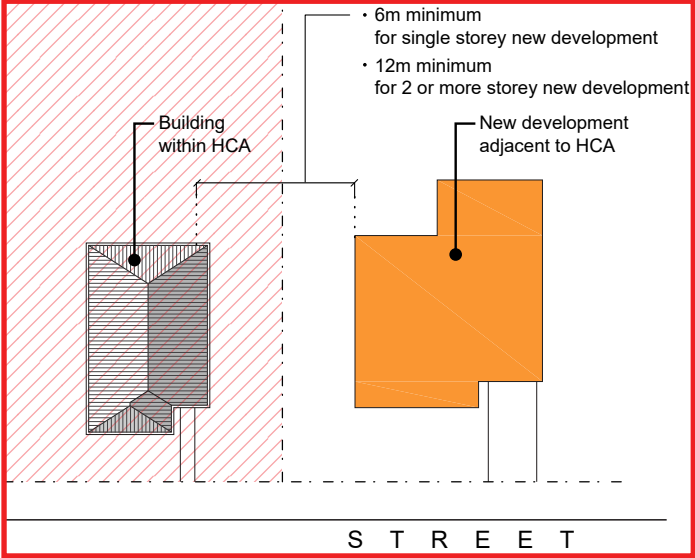 · 6m minimum
for single storey new development
· 12m minimum
for 2 or more storey new development
Building
within HCA
New development
adjacent to HCA
S T R E E T